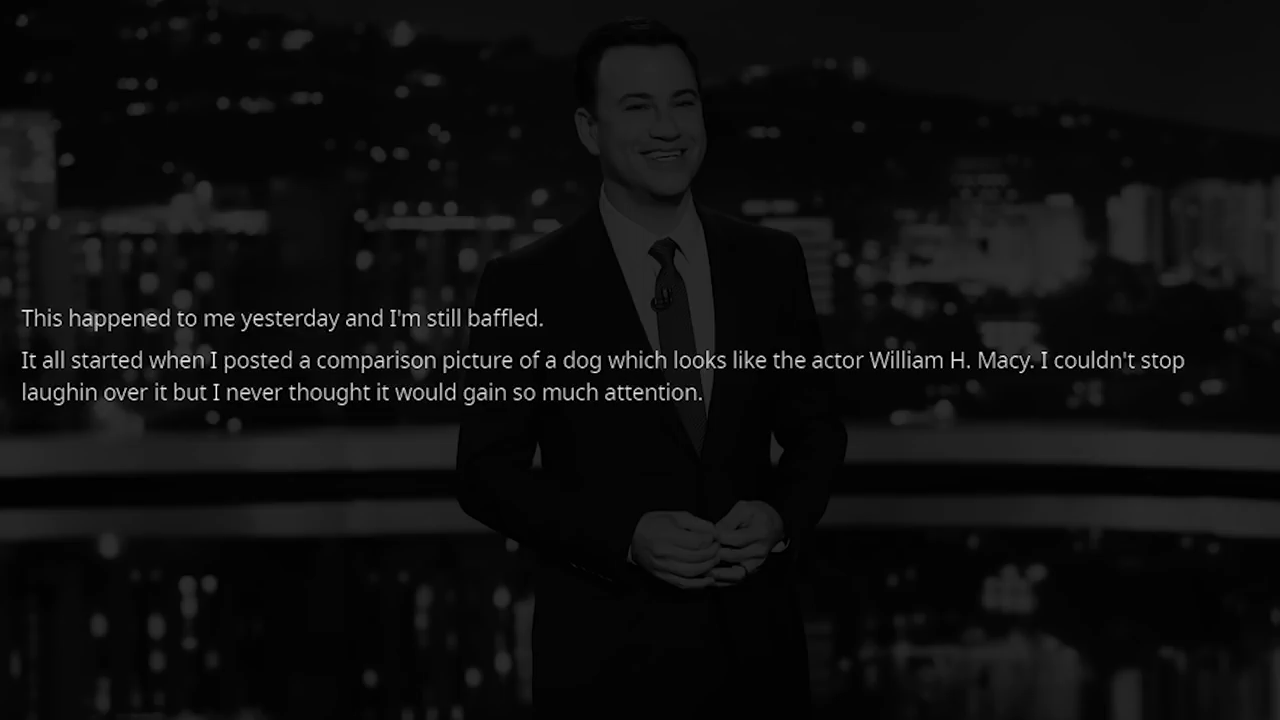 This happened to me yesterday and I'm still baffled.
It all started when I posted a comparison picture of a dog which looks like the actor William H. Macy. I couldn't stop
laughin over it but I never thought it would gain so much attention.